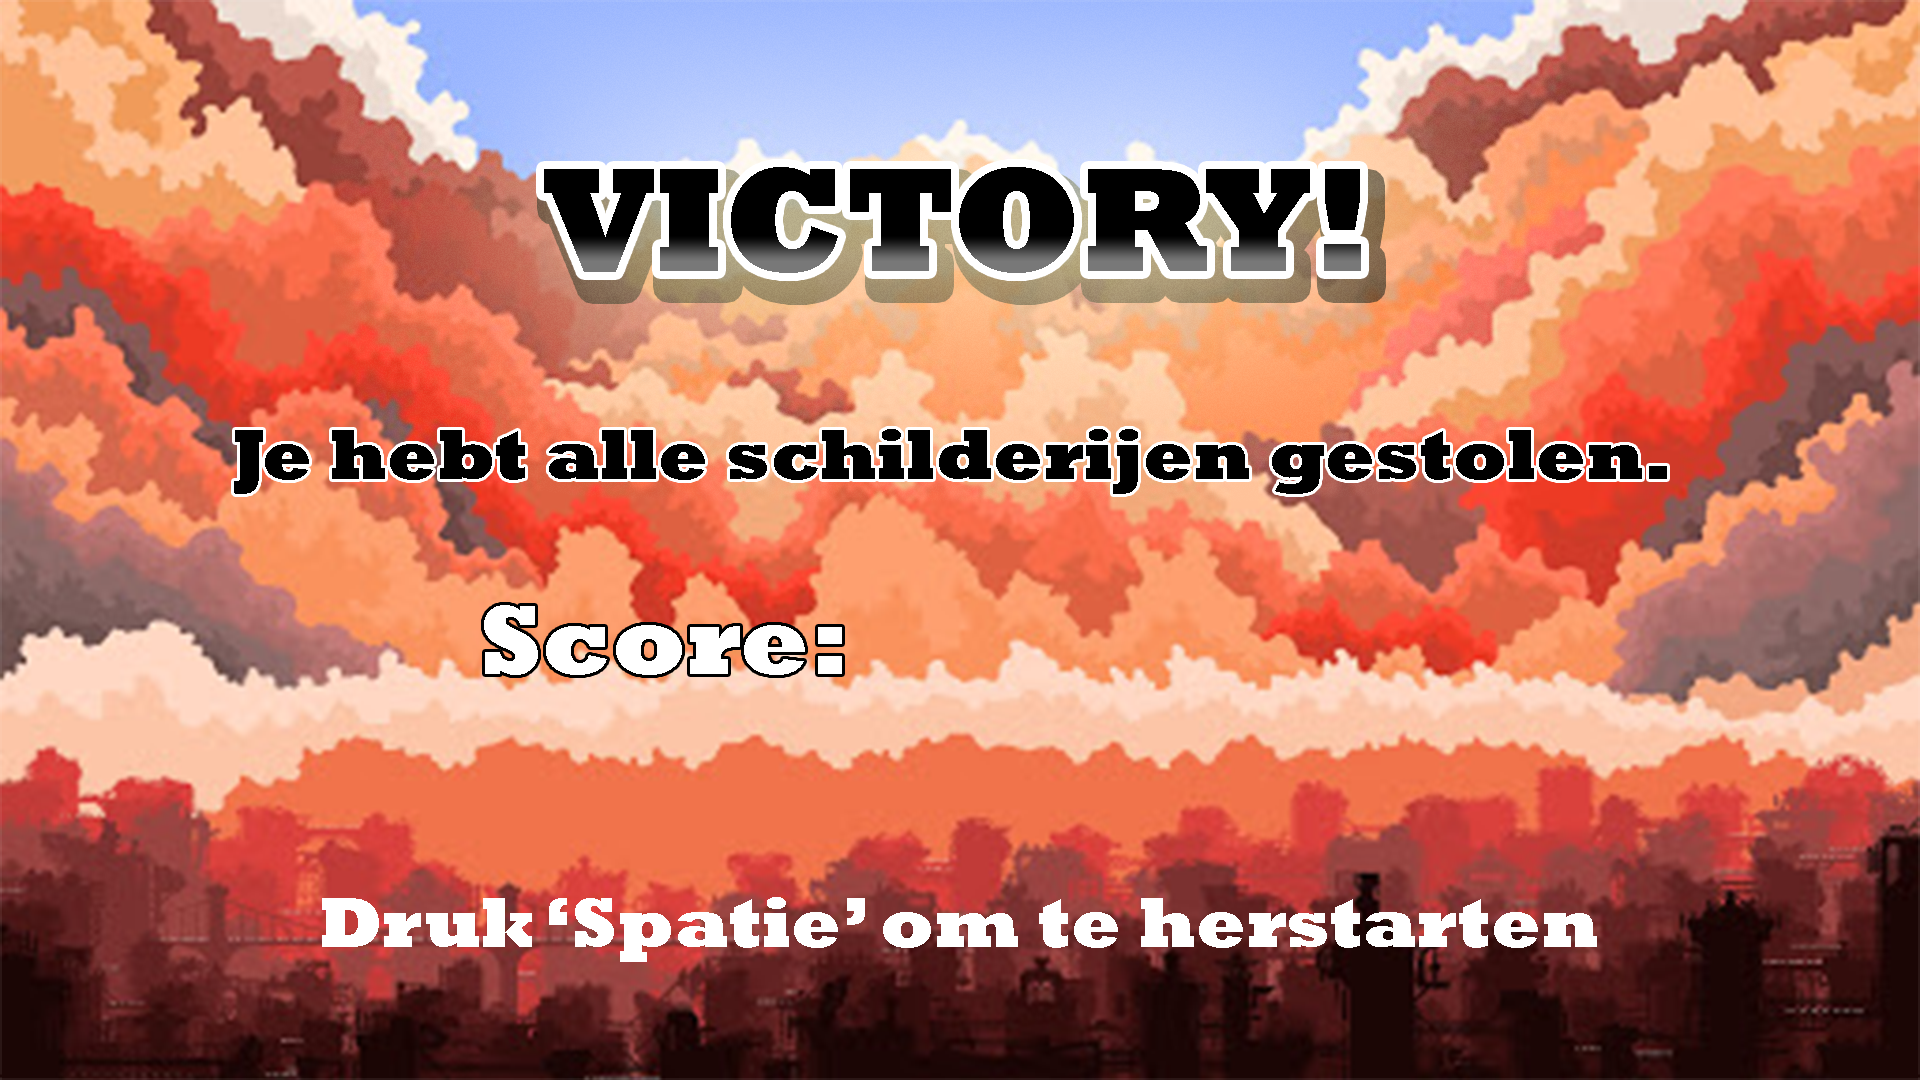 VICTORY!
Je hebt alle schilderijen gestolen.
Score:
Druk ‘Spatie’ om te herstarten